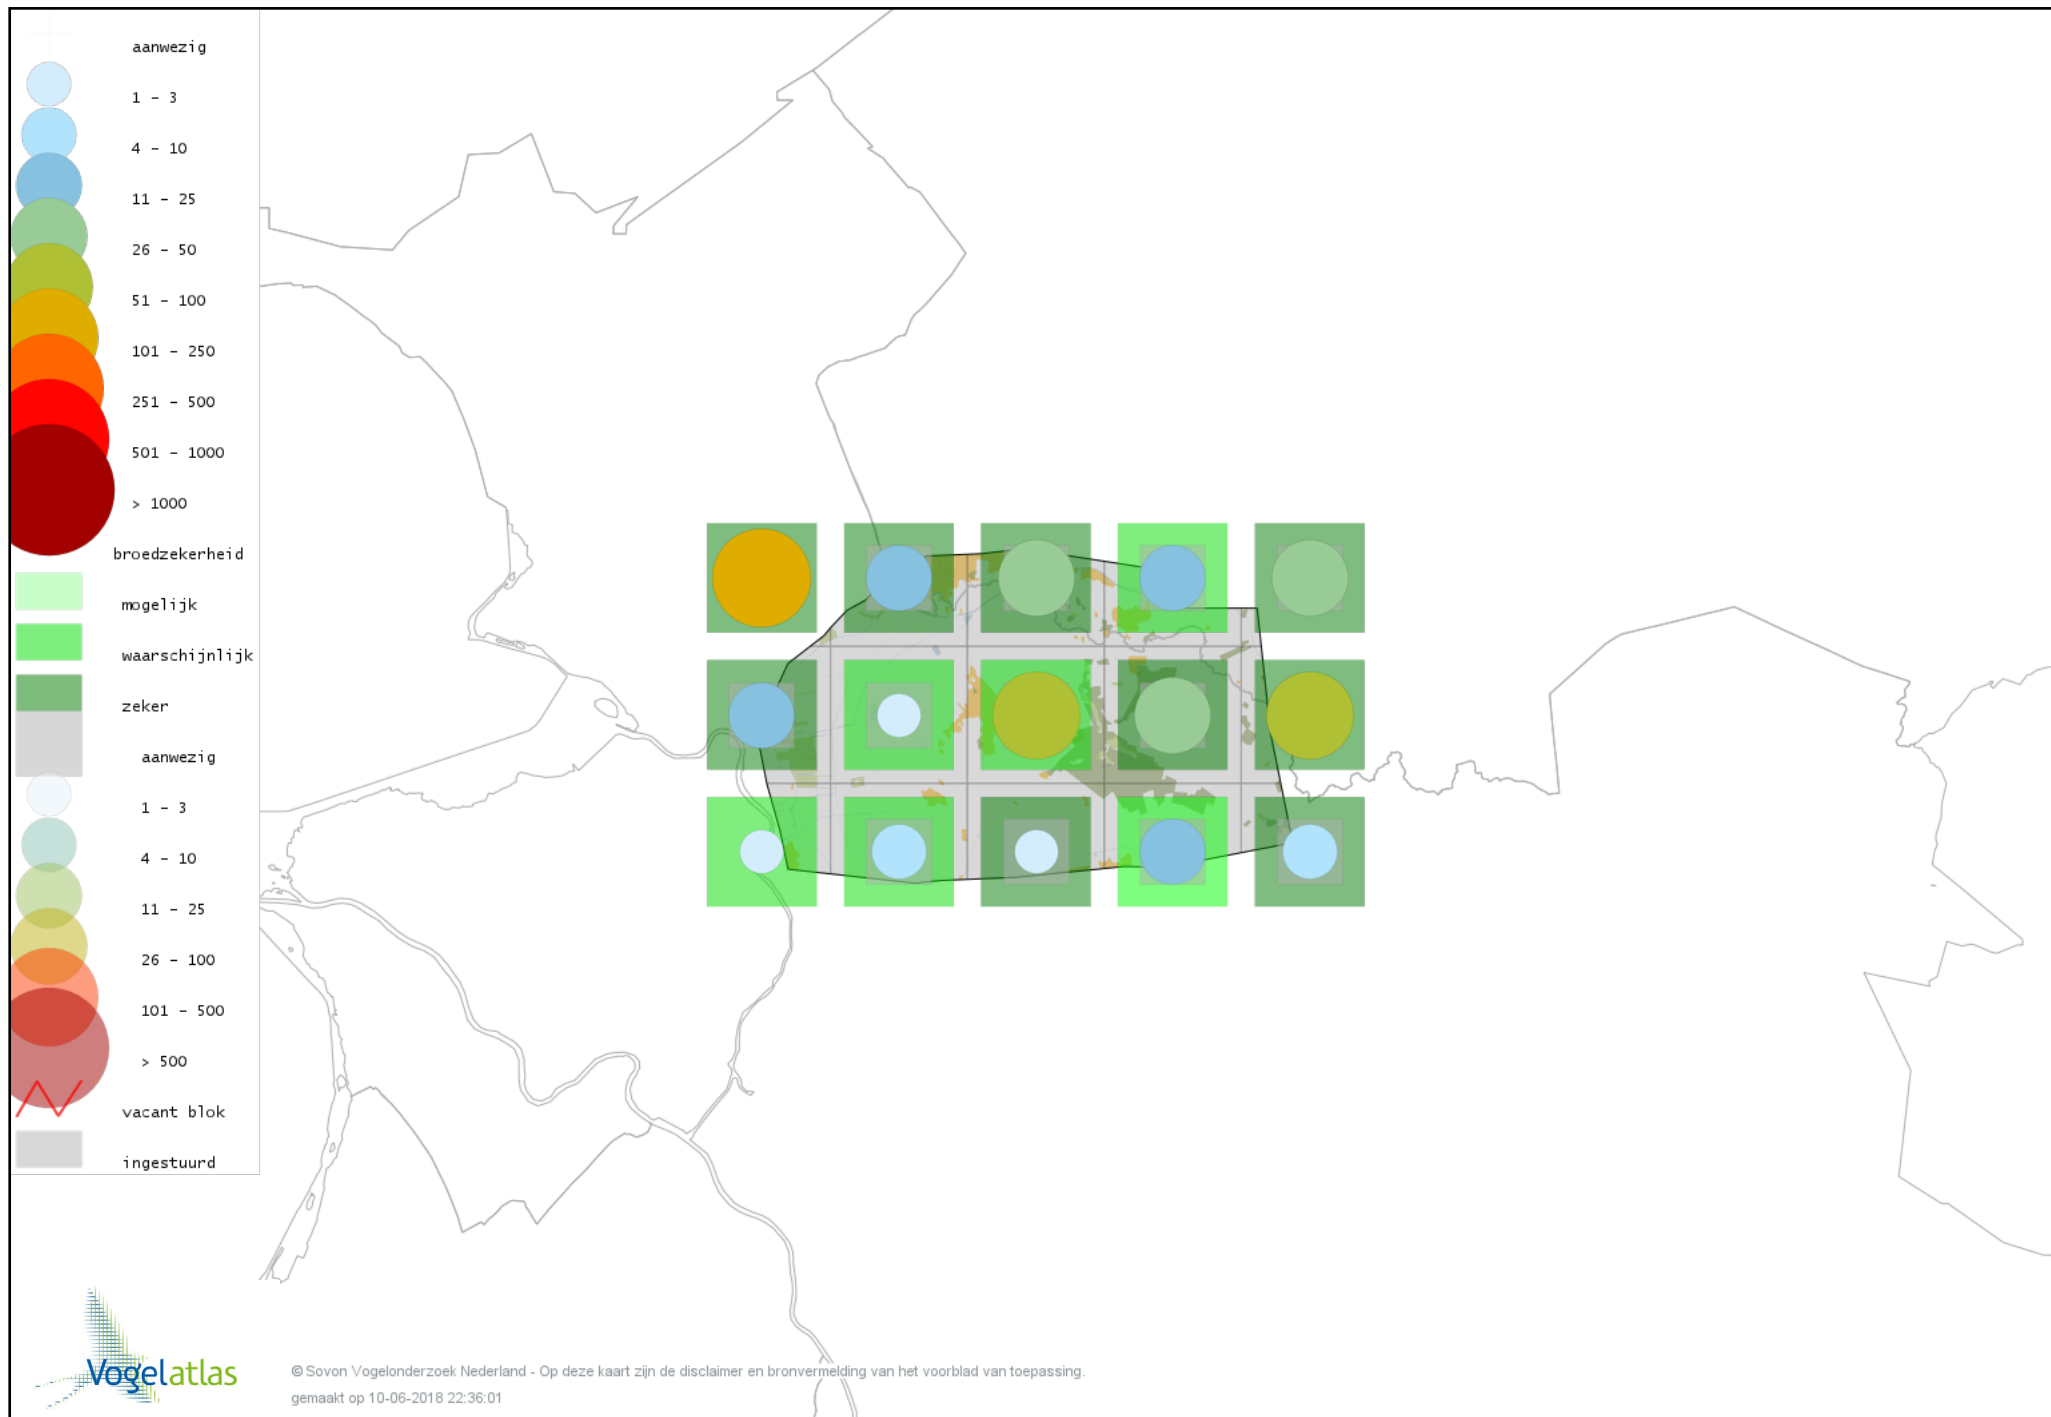 aanwezig
1 - 3
4 - 10
11 - 25
26 - 50
51 - 100
101 - 250
251 - 500
501 - 1000
> 1000
broedzekerheid
mogelijk
waarschijnlijk
zeker
aanwezig
1 - 3
4 - 10
11 - 25
26 - 100
101 - 500
> 500
vacant blok
ingestuurd
Vogelatlas
© Sovon Vogelonderzoek Nederland - Op deze kaart zijn de disclaimer en bronvermelding van het voorblad van toepassing.
gemaakt op 10-06-2018 22:36:01